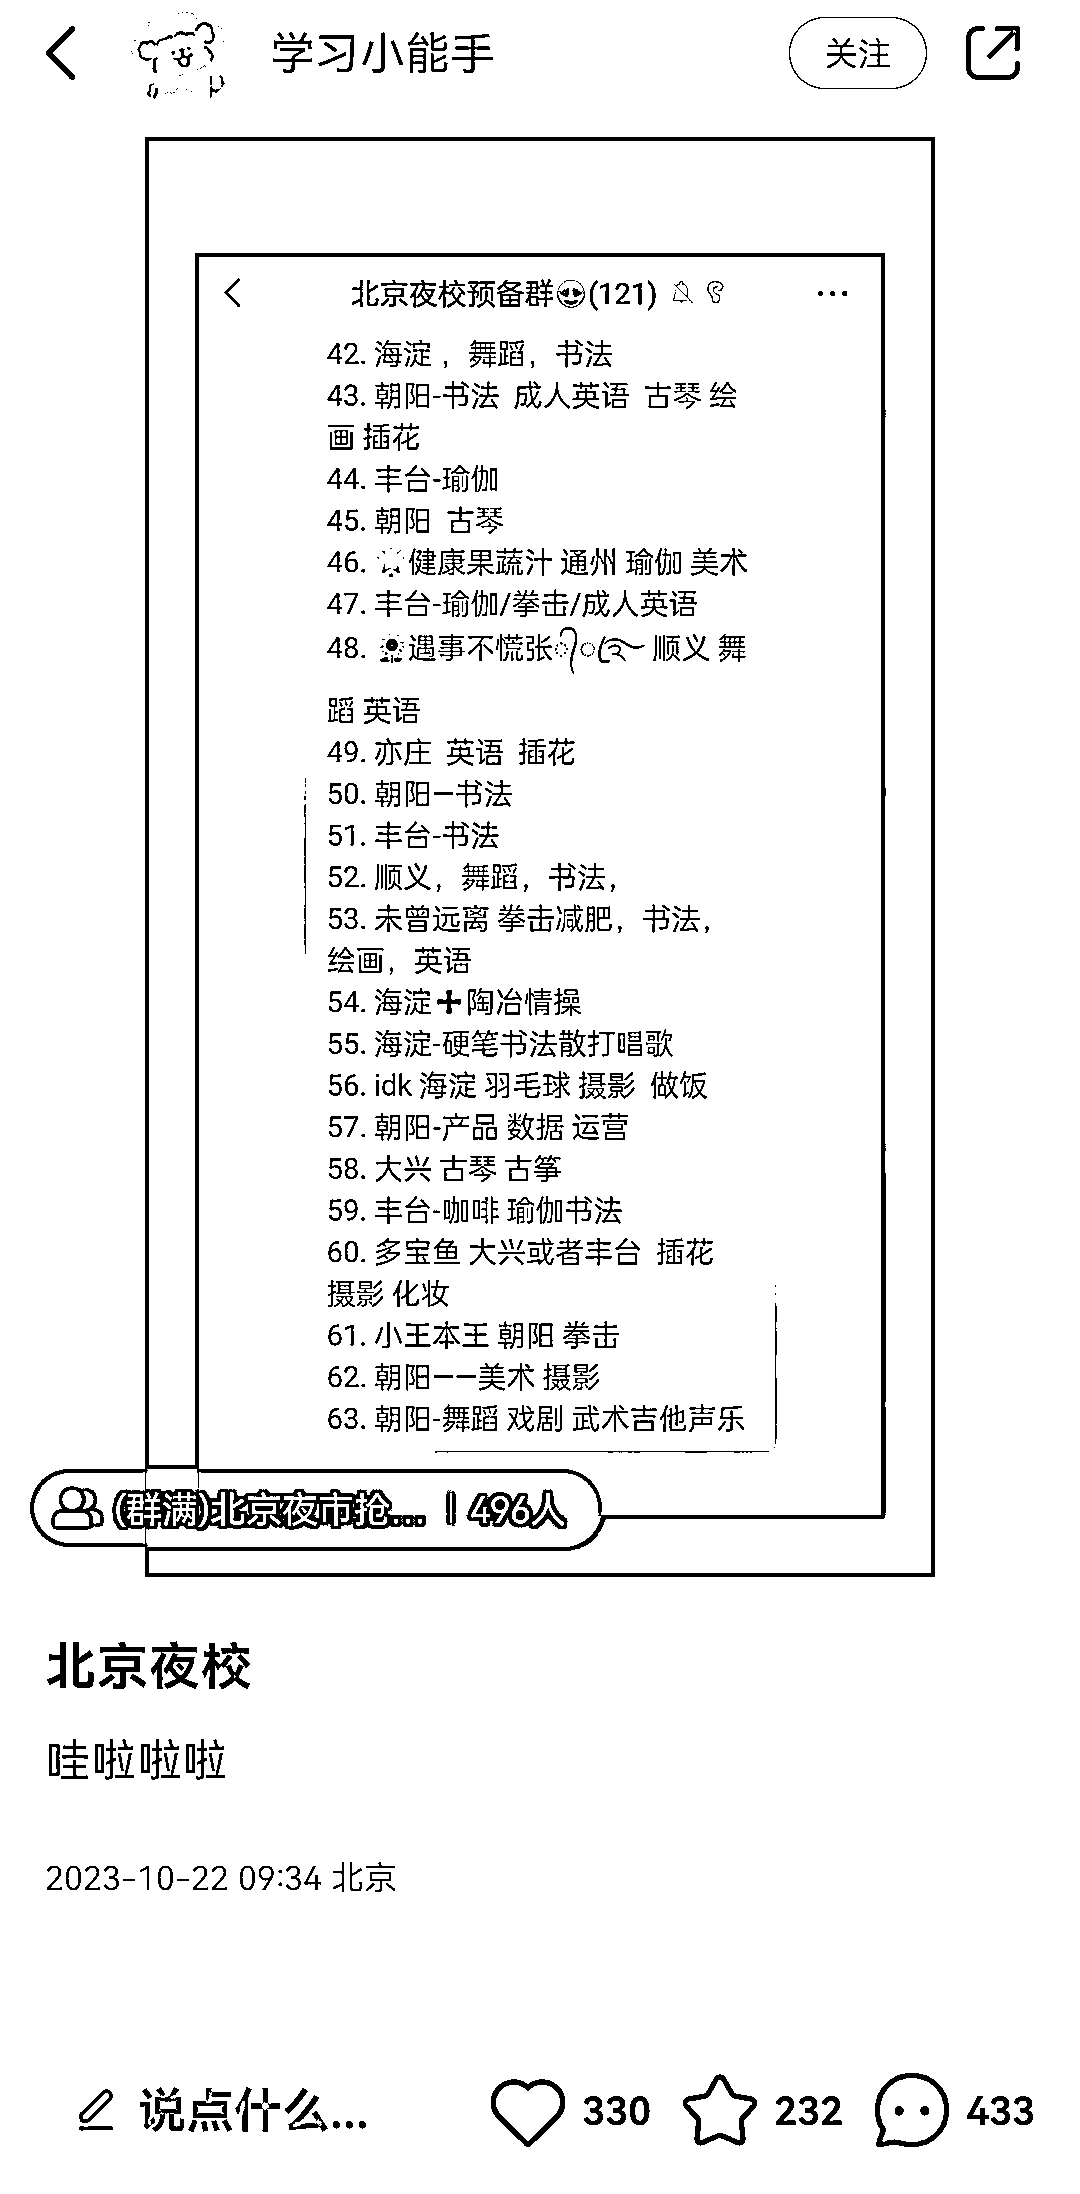 学习小能手
关注
北京夜校预备群(121)
42. 海淀，舞蹈，书法
43. 朝阳-书法 成人英语 古琴 绘
画 插花
44. 丰台-瑜伽
45. 朝阳 古琴
46. 健康果蔬汁 通州 瑜伽 美术
47. 丰台-瑜伽/拳击/成人英语
48. 遇事不慌张 顺义 舞
蹈 英语
49. 亦庄 英语 插花
50. 朝阳—书法
51. 丰台-书法
52. 顺义，舞蹈，书法，
53. 未曾远离 拳击减肥，书法，
绘画，英语
54. 海淀➕陶冶情操
55. 海淀-硬笔书法散打唱歌
56. idk 海淀 羽毛球 摄影 做饭
57. 朝阳-产品 数据 运营
58. 大兴 古琴 古筝
59. 丰台-咖啡 瑜伽书法
60. 多宝鱼 大兴或者丰台 插花
摄影 化妆
61. 小王本王 朝阳 拳击
62. 朝阳——美术 摄影
63. 朝阳-舞蹈 戏剧 武术吉他声乐
(群满)北京夜市抢... | 496人
北京夜校
哇啦啦啦
2023-10-22 09:34 北京
说点什么...
330
232
433